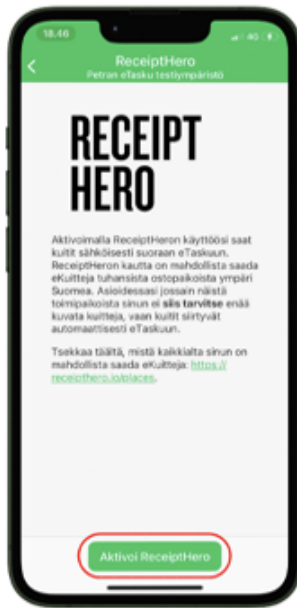 18.46
4G
ReceiptHero
Petran eTasku testiympäristö
RECEIPT
HERO
Aktivoimalla ReceiptHeron käyttöösi saat
kuitit sähköisesti suoraan eTaskuun.
ReceiptHeron kautta on mahdollista saada
eKuitteja tuhansista ostopaikoista ympäri
Suomea. Asioidessasi jossain näistä
toimipaikoista sinun ei siis tarvitse enää
kuvata kuitteja, vaan kuitit siirtyvät
automaattisesti eTaskuun.
Tsekkaa täältä, mistä kaikkialta sinun on
mahdollista saada eKuitteja: https://
receipthero.io/places.
Aktivoi ReceiptHero